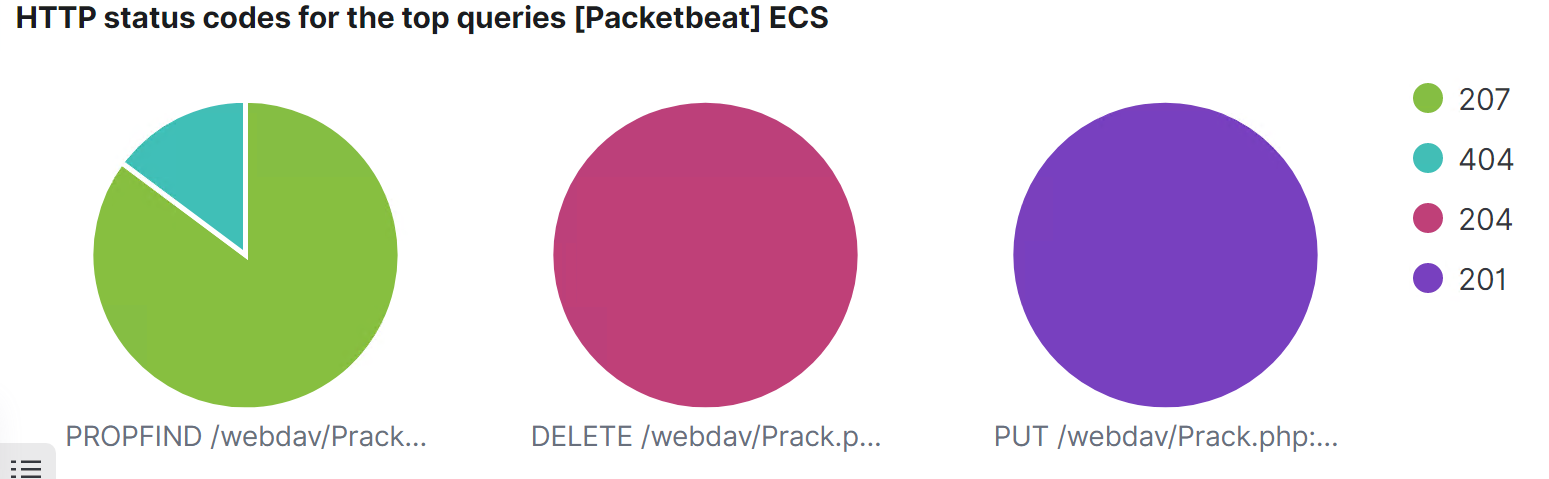 HTTP status codes for the top queries [Packetbeat] ECS
207
404
204
201
PROPFIND /webdav/Prack...
DELETE /webdav/Prack.p...
PUT /webdav/Prack.php:...